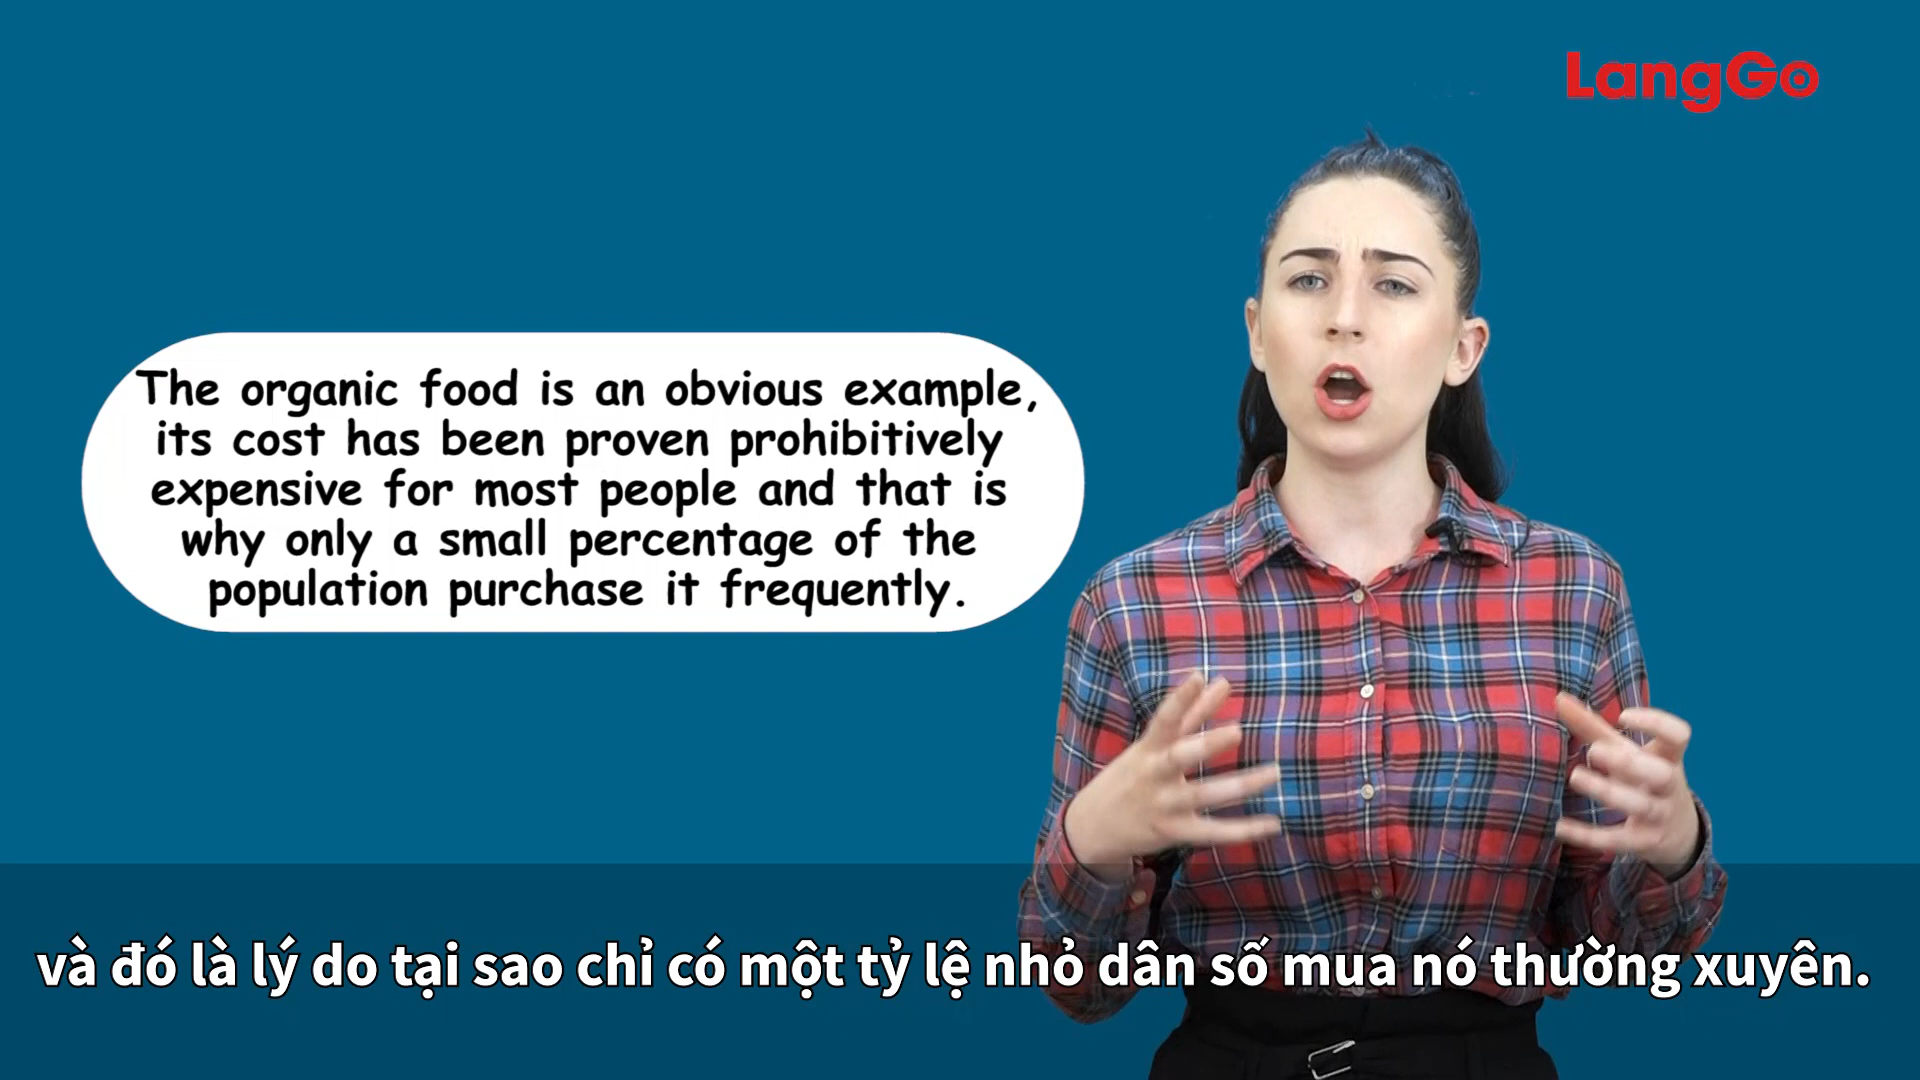 LangGo
The organic food is an obvious example,
its cost has been proven prohibitively
expensive for most people and that is
why only a small percentage of the
population purchase it frequently.
và đó là lý do tại sao chỉ có một tỷ lệ nhỏ dân số mua nó thường xuyên.